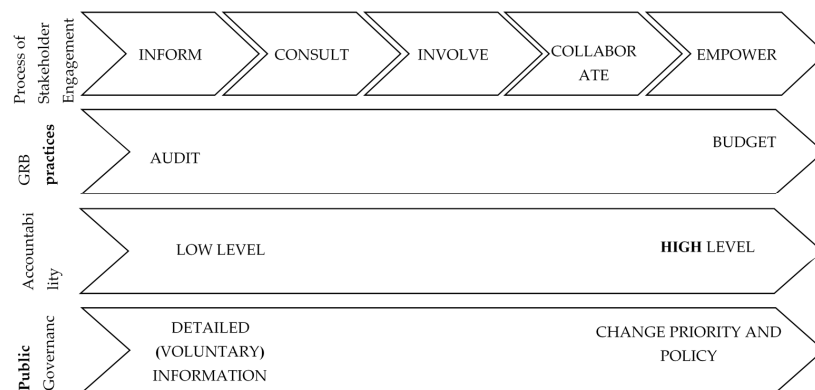 Process of
Stakeholder
Engagement
INFORM
CONSULT
INVOLVE
COLLABOR
ATE
EMPOWER
GRB
practices
AUDIT
BUDGET
Accountabi
lity
LOW LEVEL
HIGH LEVEL
Public
Governanc
DETAILED
(VOLUNTARY)
INFORMATION
CHANGE PRIORITY AND
POLICY